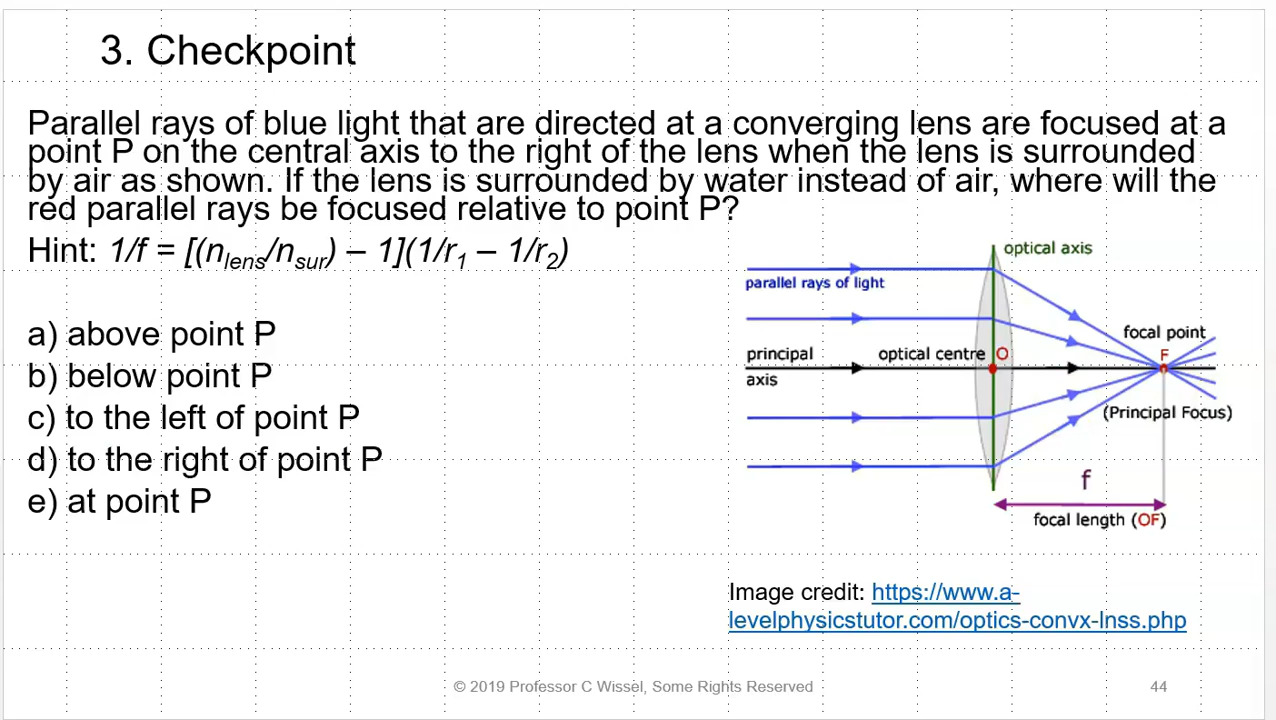 3. Checkpoint
Parallel rays of blue light that are directed at a converging lens are focused at a
point P on the central axis to the right of the lens when the lens is surrounded
by air as shown. If the lens is surrounded by water instead of air, where will the
red parallel rays be focused relative to point P?
Hint: 1/f = [(nlens/nsur) – 1](1/r1 – 1/r2)
a) above point P
b) below point P
c) to the left of point P
d) to the right of point P
e) at point P
optical axis
parallel rays of light
focal point
principal
axis
optical centre O
F
(Principal Focus)
f
focal length (OF)
Image credit: https://www.a-
levelphysicstutor.com/optics-convx-lnss.php
© 2019 Professor C Wissel, Some Rights Reserved
44